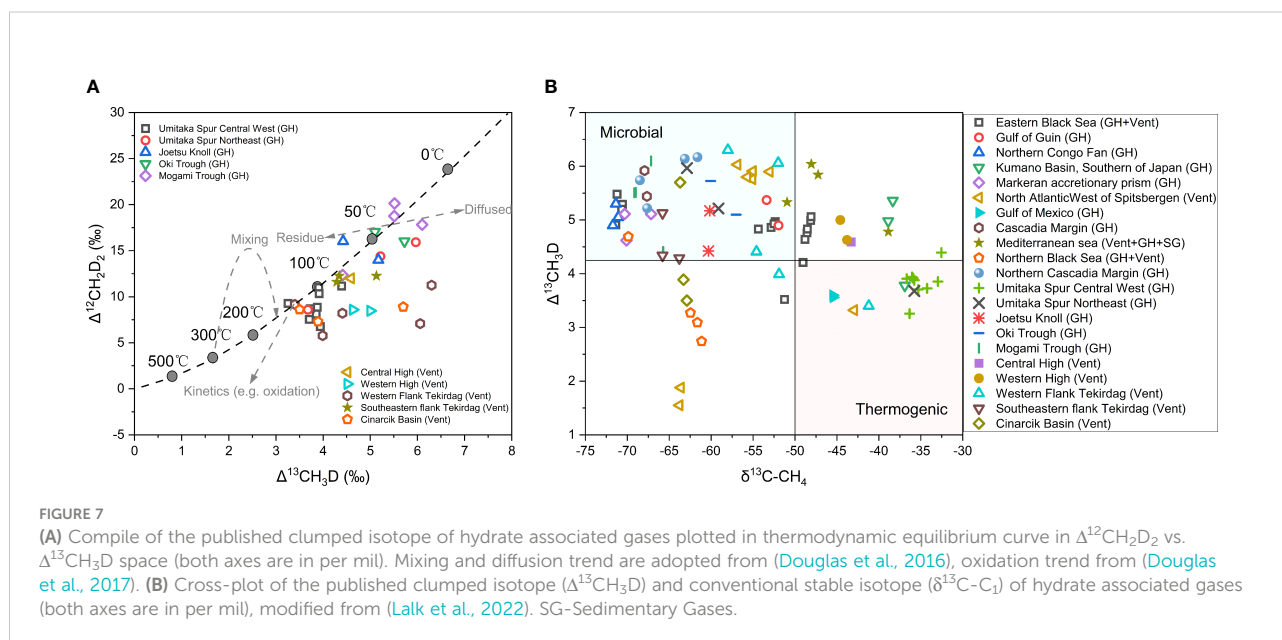 A
Δ¹²CH₂D₂ (‰)
30
25
20
15
10
5
0
-5
Umitaka Spur Central West (GH)
Umitaka Spur Northeast (GH)
Joetsu Knoll (GH)
Oki Trough (GH)
Mogami Trough (GH)
0℃
50℃
Diffused
Residue
Mixing
100℃
200℃
300℃
500℃
Kinetics (e.g. oxidation)
Central High (Vent)
Western High (Vent)
Western Flank Tekirdag (Vent)
Southeastern flank Tekirdag (Vent)
Cinarcik Basin (Vent)
0 1 2 3 4 5 6 7 8
Δ¹³CH₃D (‰)
B
Δ¹³CH₃D
7
6
5
4
3
2
1
Microbial
Thermogenic
-75 -70 -65 -60 -55 -50 -45 -40 -35 -30
δ¹³C-CH₄
Eastern Black Sea (GH+Vent)
Gulf of Guin (GH)
Northern Congo Fan (GH)
Kumano Basin, Southern of Japan (GH)
Markeran accretionary prism (GH)
North AtlanticWest of Spitsbergen (Vent)
Gulf of Mexico (GH)
Cascadia Margin (GH)
Mediterranean sea (Vent+GH+SG)
Northern Black Sea (GH+Vent)
Northern Cascadia Margin (GH)
Umitaka Spur Central West (GH)
Umitaka Spur Northeast (GH)
Joetsu Knoll (GH)
Oki Trough (GH)
Mogami Trough (GH)
Central High (Vent)
Western High (Vent)
Western Flank Tekirdag (Vent)
Southeastern flank Tekirdag (Vent)
Cinarcik Basin (Vent)
FIGURE 7
(A) Compile of the published clumped isotope of hydrate associated gases plotted in thermodynamic equilibrium curve in Δ¹²CH₂D₂ vs.
Δ¹³CH₃D space (both axes are in per mil). Mixing and diffusion trend are adopted from (Douglas et al., 2016), oxidation trend from (Douglas
et al., 2017). (B) Cross-plot of the published clumped isotope (Δ¹³CH₃D) and conventional stable isotope (δ¹³C-C₁) of hydrate associated gases
(both axes are in per mil), modified from (Lalk et al., 2022). SG-Sedimentary Gases.